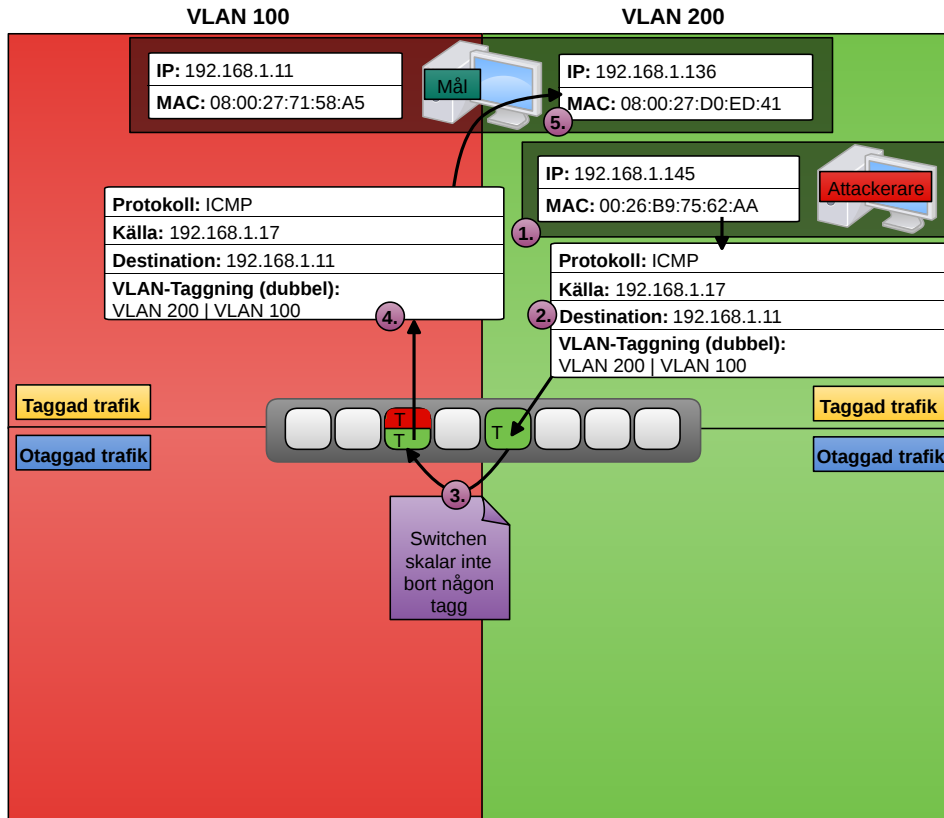 VLAN 100
VLAN 200
IP: 192.168.1.11
MAC: 08:00:27:71:58:A5
Mål
IP: 192.168.1.136
MAC: 08:00:27:D0:ED:41
5.
IP: 192.168.1.145
MAC: 00:26:B9:75:62:AA
Attackerare
1.
Protokoll: ICMP
Källa: 192.168.1.17
Destination: 192.168.1.11
VLAN-Taggning (dubbel):
VLAN 200 | VLAN 100
4.
Protokoll: ICMP
Källa: 192.168.1.17
2.
Destination: 192.168.1.11
VLAN-Taggning (dubbel):
VLAN 200 | VLAN 100
Taggad trafik
Otaggad trafik
T
T
T
Taggad trafik
Otaggad trafik
3.
Switchen
skalar inte
bort någon
tagg